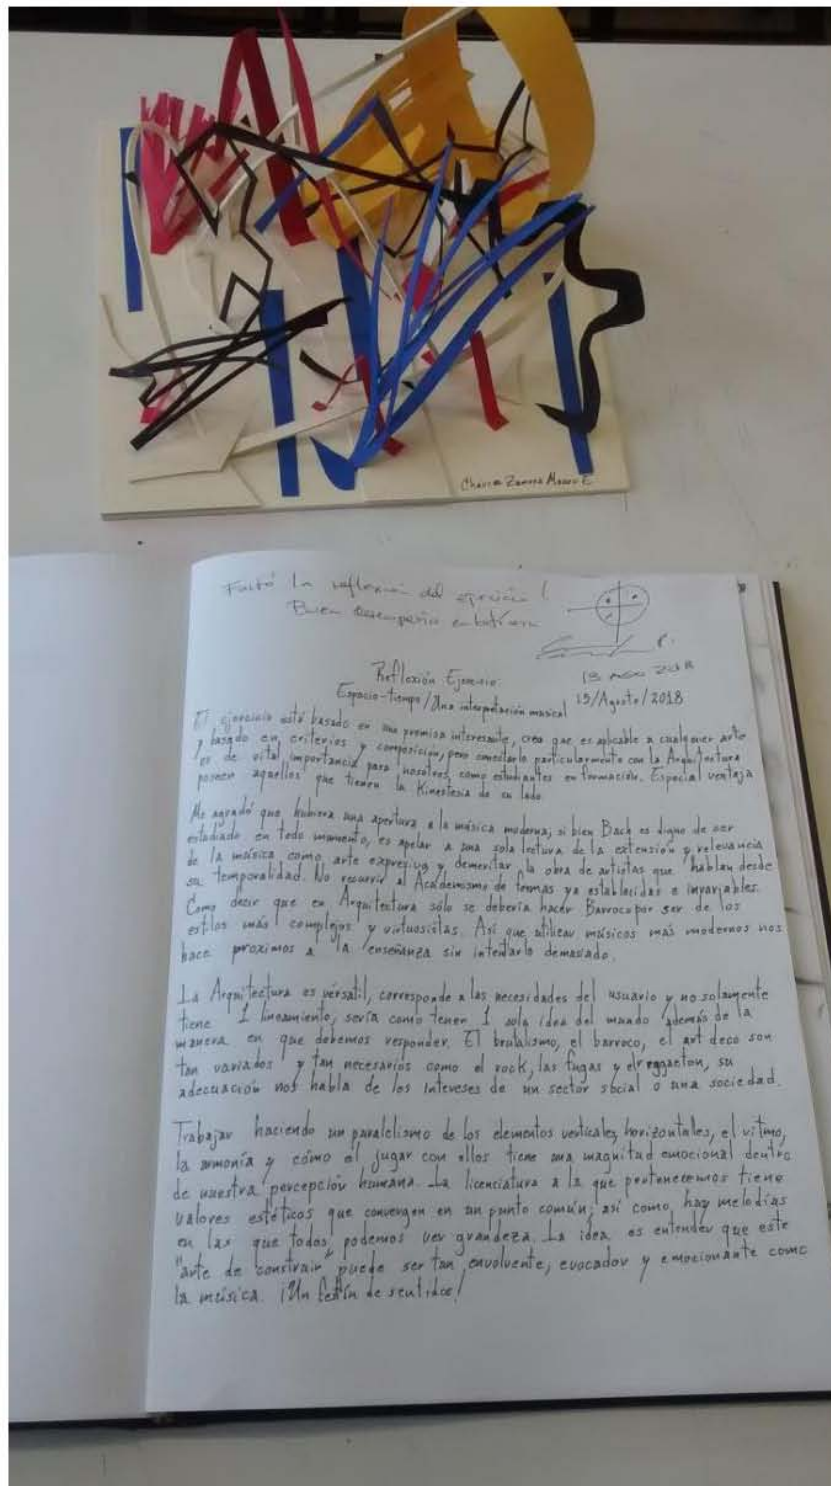 Chavez Zamora M
Faltó la reflexión del ejercicio!
Buen desempeño en bitácora
13 AGO 2018
Reflexión Ejercicio:
Espacio-tiempo/Una interpretación musical
15/Agosto/2018
El ejercicio está basado en una premisa interesante, creo que es aplicable a cualquier arte
y basado en criterios y composición, pero conectarlo particularmente con la Arquitectura
es de vital importancia para nosotros como estudiantes en formación. Especial ventaja
poseen aquellos que tienen la Kinestesia de su lado.
Me agradó que hubiera una apertura a la música moderna, si bien Bach es digno de ser
estudiado en todo momento, es apelar a una sola lectura de la extensión y relevancia
de la música como arte expresiva y demeritar la obra de artistas que hablan desde
su temporalidad. No recurrir al Academismo de formas ya establecidas e invariables.
Como decir que en Arquitectura sólo se debería hacer Barroco por ser de los
estilos más complejos y virtuosistas. Así que utilizar músicos más modernos nos
hace proximos a la enseñanza sin intentarlo demasiado.
La Arquitectura es versatil, corresponde a las necesidades del usuario y no solamente
tiene 1 lineamiento, sería como tener 1 sola idea del mundo además de la
manera en que debemos responder. El brutalismo, el barroco, el art deco son
tan variados y tan necesarios como el rock, las fugas y el reggaeton, su
adecuación nos habla de los intereses de un sector social o una sociedad.
Trabajar haciendo un paralelismo de los elementos verticales, horizontales, el ritmo,
la armonía y cómo el jugar con ellos tiene una magnitud emocional dentro
de nuestra percepción humana. La licenciatura a la que pertenecemos tiene
valores estéticos que convergen en un punto común; así como hay melodías
en las que todos podemos ver grandeza. La idea es entender que este
"arte de construir" puede ser tan envolvente, evocador y emocionante como
la música. ¡Un festín de sentidos!